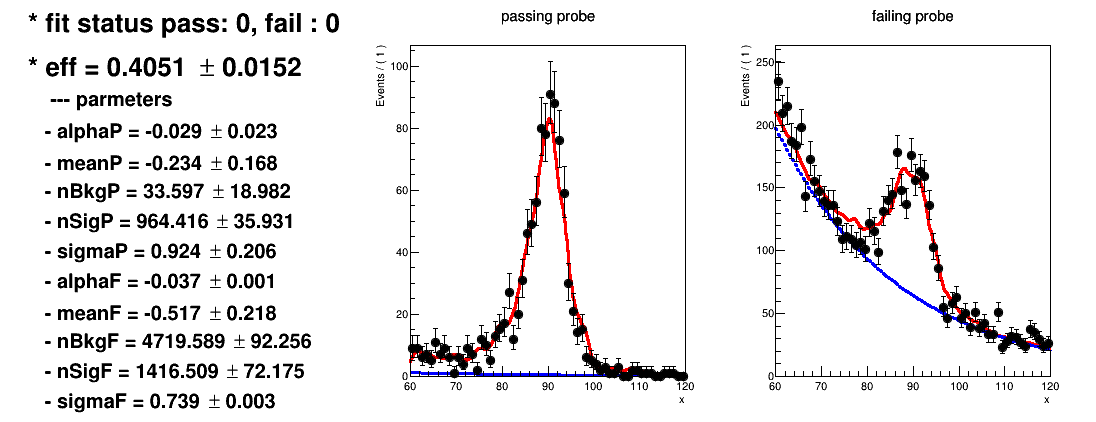 * fit status pass: 0, fail : 0
* eff = 0.4051 ± 0.0152
--- parmeters
- alphaP = -0.029 ± 0.023
- meanP = -0.234 ± 0.168
- nBkgP = 33.597 ± 18.982
- nSigP = 964.416 ± 35.931
- sigmaP = 0.924 ± 0.206
- alphaF = -0.037 ± 0.001
- meanF = -0.517 ± 0.218
- nBkgF = 4719.589 ± 92.256
- nSigF = 1416.509 ± 72.175
- sigmaF = 0.739 ± 0.003
passing probe
Events / ( 1 )
100
80
60
40
20
0
60 70 80 90 100 110 120
x
failing probe
Events / ( 1 )
250
200
150
100
50
0
60 70 80 90 100 110 120
x